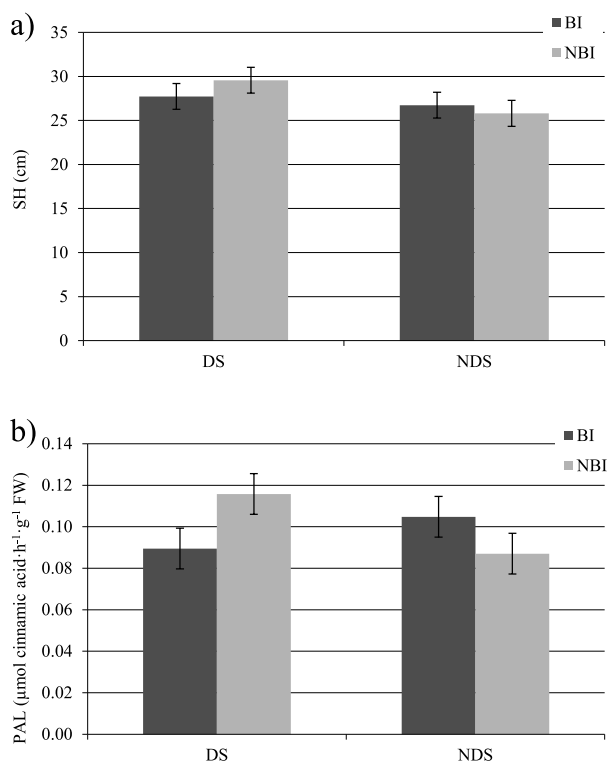 a)
SH (cm)
35
30
25
20
15
10
5
0
BI
NBI
DS
NDS
b)
PAL (μmol cinnamic acid·h⁻¹·g⁻¹ FW)
0.14
0.12
0.10
0.08
0.06
0.04
0.02
0.00
BI
NBI
DS
NDS